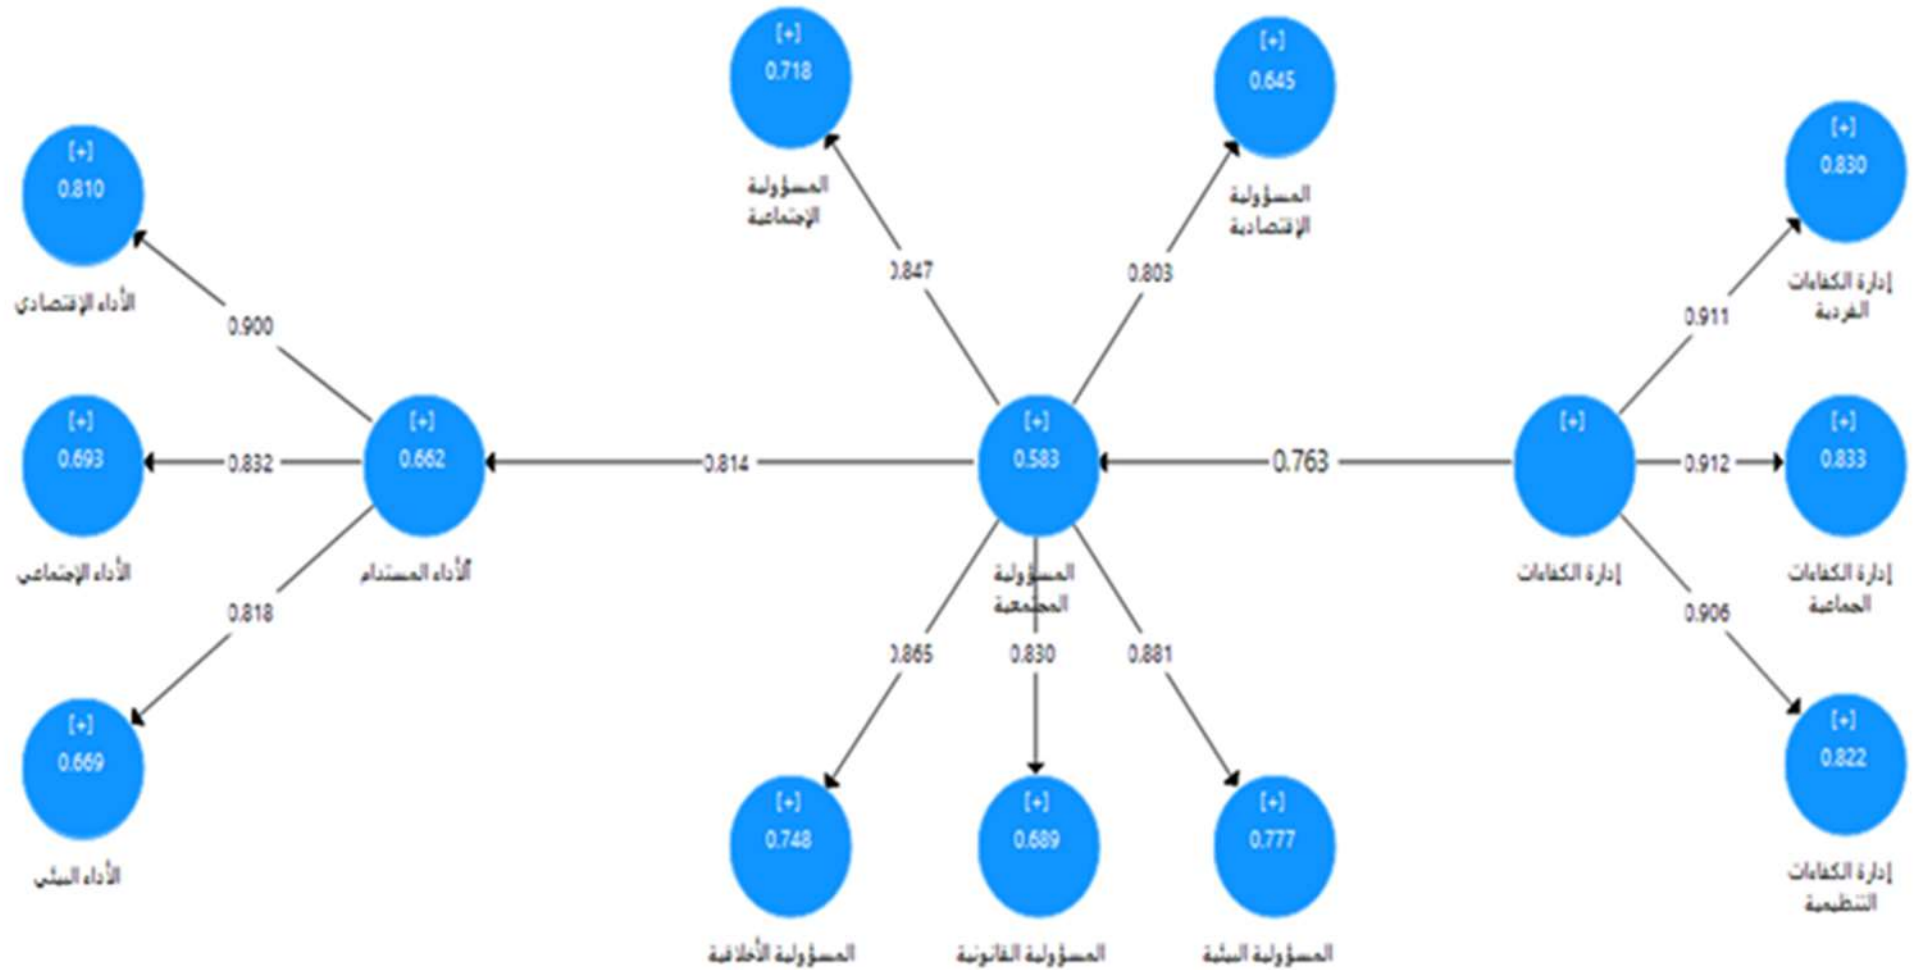 [+]
0.718
[+]
0.645
[+]
0.830
[+]
0.810
المسؤولية
الإجتماعية
المسؤولية
الإقتصادية
إدارة الكفاءات
الفردية
الأداء الإقتصادي
0.847
0.803
0.911
0.900
[+]
0.693
[+]
0.662
[+]
0.583
[+]
[+]
0.833
0.832
0.814
0.763
0.912
الأداء الإجتماعي
الأداء المستدام
المسؤولية
المجتمعية
إدارة الكفاءات
إدارة الكفاءات
الجماعية
0.818
0.865
0.830
0.881
0.906
[+]
0.669
[+]
0.748
[+]
0.689
[+]
0.777
[+]
0.822
الأداء البيئي
المسؤولية الأخلاقية
المسؤولية القانونية
المسؤولية البيئية
إدارة الكفاءات
التنظيمية